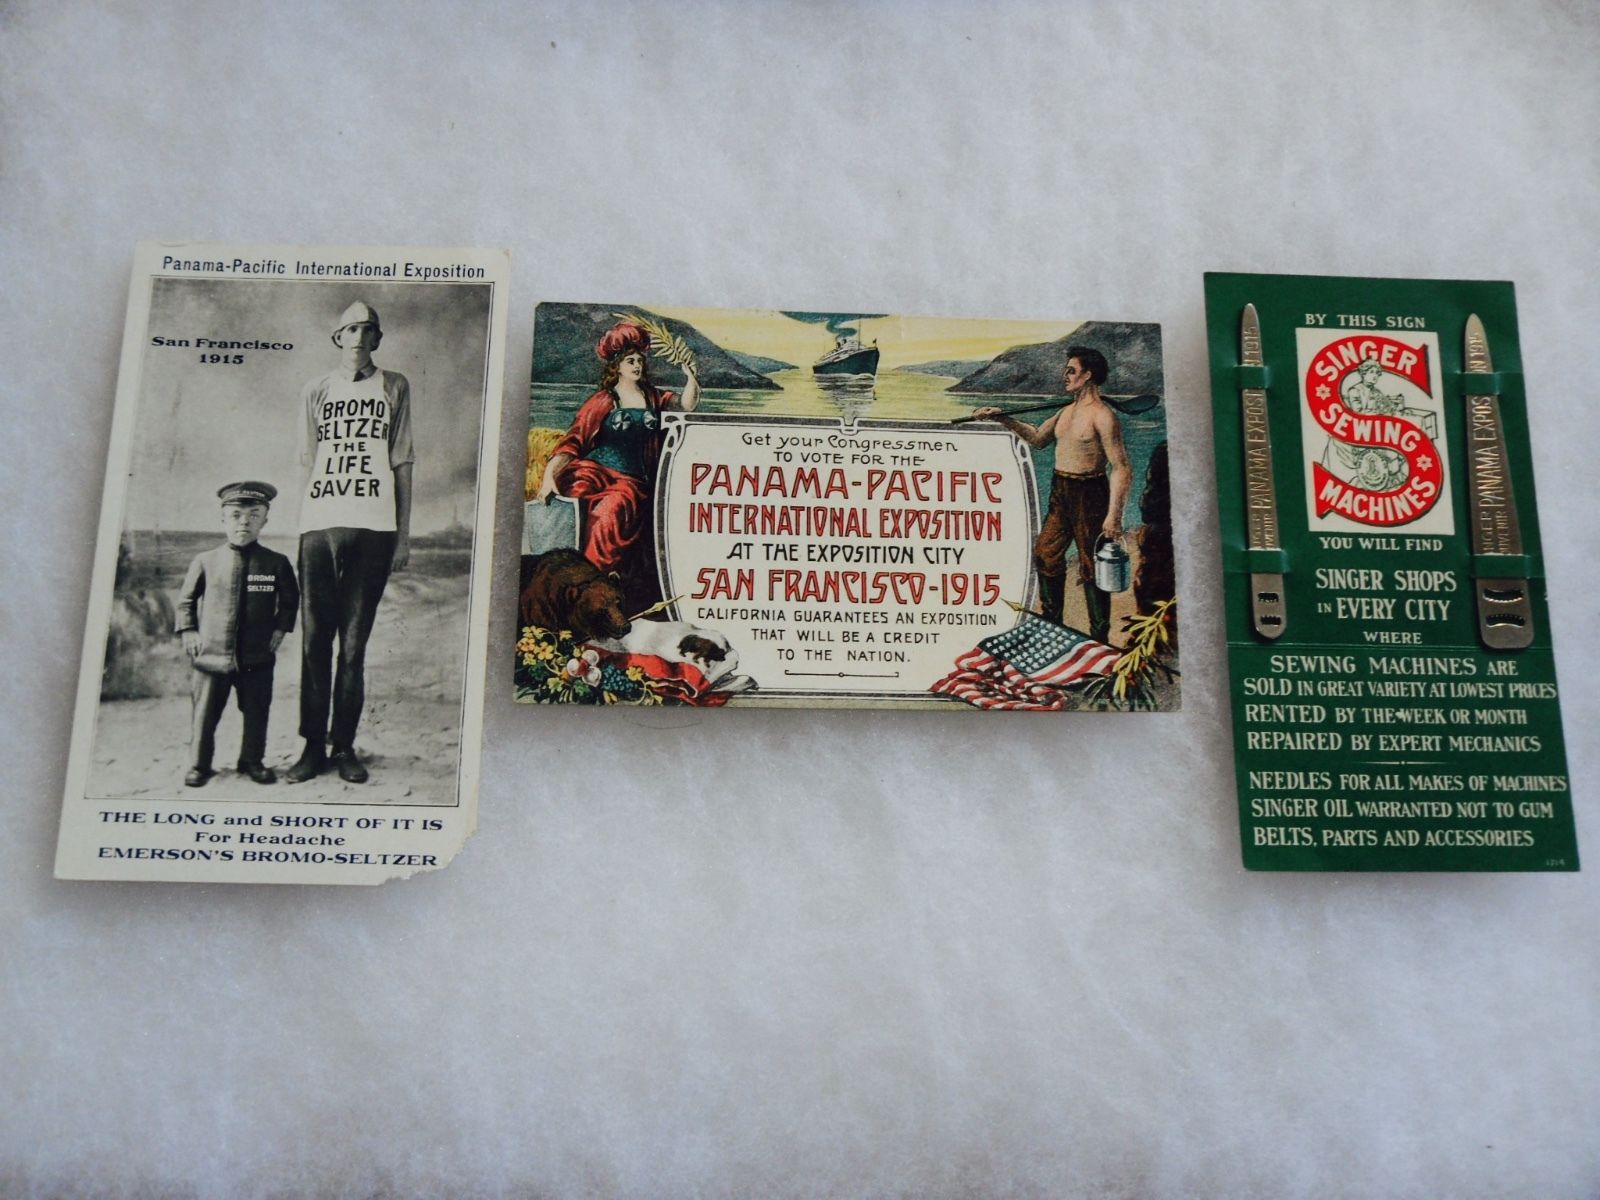 Panama-Pacific International Exposition
San Francisco
1915
BROMO
SELTZER
THE
LIFE
SAVER
BROMO
SELTZER
THE LONG and SHORT OF IT IS
For Headache
EMERSON'S BROMO-SELTZER
Get your Congressmen
TO VOTE FOR THE
PANAMA-PACIFIC
INTERNATIONAL EXPOSITION
AT THE EXPOSITION CITY
SAN FRANCISCO-1915
CALIFORNIA GUARANTEES AN EXPOSITION
THAT WILL BE A CREDIT
TO THE NATION.
BY THIS SIGN
SINGER
SEWING
MACHINES
YOU WILL FIND
SINGER SHOPS
IN EVERY CITY
WHERE
SEWING MACHINES ARE
SOLD IN GREAT VARIETY AT LOWEST PRICES
RENTED BY THE WEEK OR MONTH
REPAIRED BY EXPERT MECHANICS
NEEDLES FOR ALL MAKES OF MACHINES
SINGER OIL WARRANTED NOT TO GUM
BELTS, PARTS AND ACCESSORIES
PANAMA EXPOSI 1915
PANAMA EXPOS N 1915